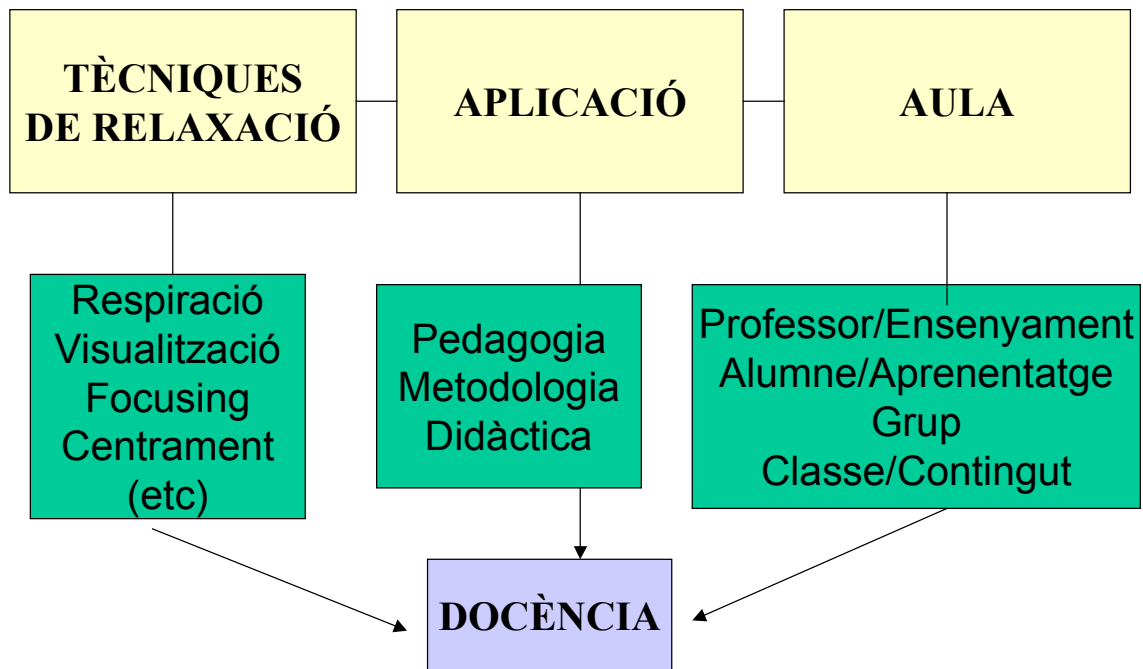 TÈCNIQUES
DE RELAXACIÓ
APLICACIÓ
AULA
Respiració
Visualització
Focusing
Centrament
(etc)
Pedagogia
Metodologia
Didàctica
Professor/Ensenyament
Alumne/Aprenentatge
Grup
Classe/Contingut
DOCÈNCIA